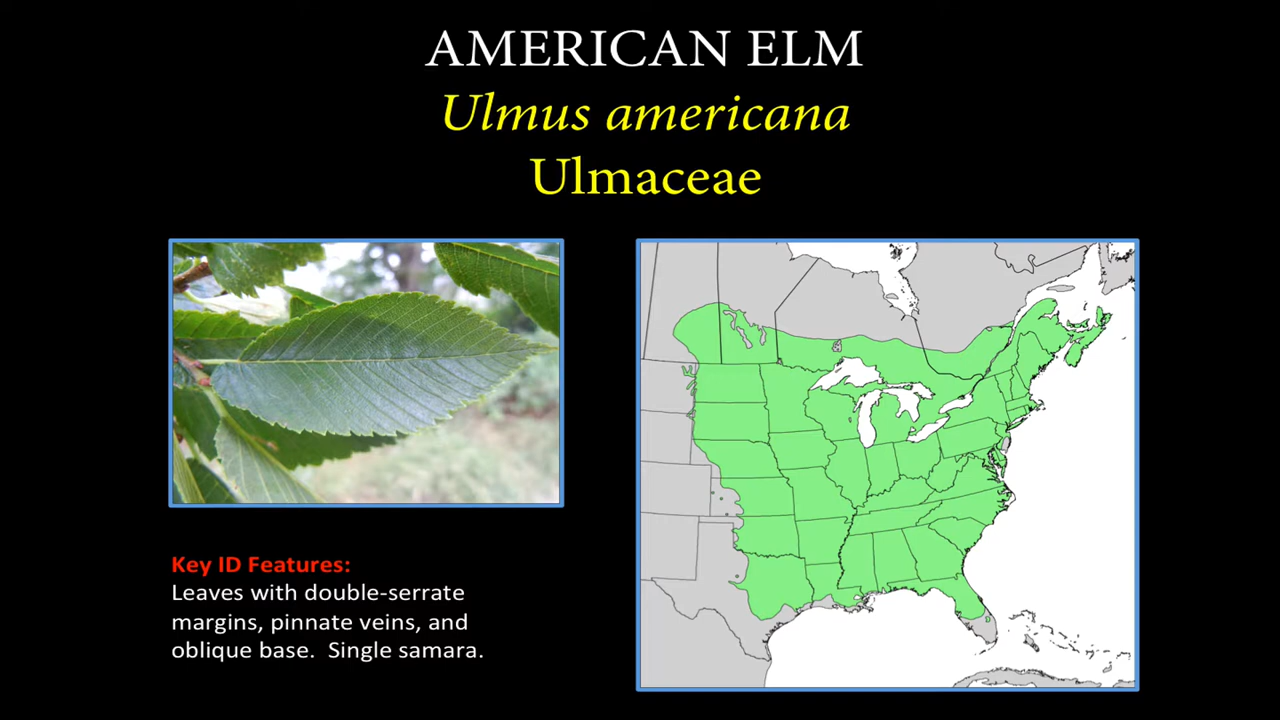 AMERICAN ELM
Ulmus americana
Ulmaceae
Key ID Features:
Leaves with double-serrate
margins, pinnate veins, and
oblique base.  Single samara.